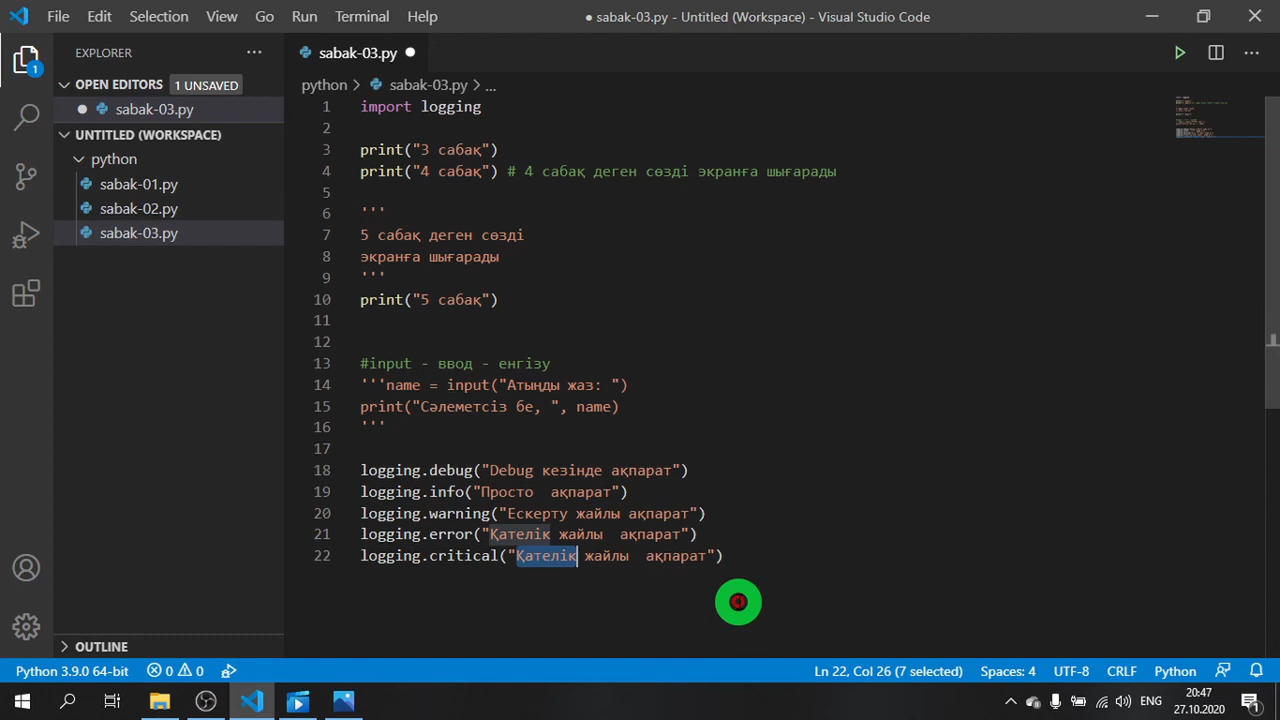 File Edit Selection View Go Run Terminal Help
● sabak-03.py - Untitled (Workspace) - Visual Studio Code
EXPLORER
sabak-03.py
OPEN EDITORS 1 UNSAVED
python > sabak-03.py > ...
sabak-03.py
UNTITLED (WORKSPACE)
python
sabak-01.py
sabak-02.py
sabak-03.py
1 import logging
2
3 print("3 сабақ")
4 print("4 сабақ") # 4 сабақ деген сөзді экранға шығарады
5
6 '''
7 5 сабақ деген сөзді
8 экранға шығарады
9 '''
10 print("5 сабақ")
11
12
13 #input - ввод - енгізу
14 '''name = input("Атыңды жаз: ")
15 print("Сәлеметсіз бе, ", name)
16 '''
17
18 logging.debug("Debug кезінде ақпарат")
19 logging.info("Просто  ақпарат")
20 logging.warning("Ескерту жайлы ақпарат")
21 logging.error("Қателік жайлы  ақпарат")
22 logging.critical("Қателік жайлы  ақпарат")
OUTLINE
Python 3.9.0 64-bit 0 0 Ln 22, Col 26 (7 selected) Spaces: 4 UTF-8 CRLF Python
1
ENG
20:47
27.10.2020
1